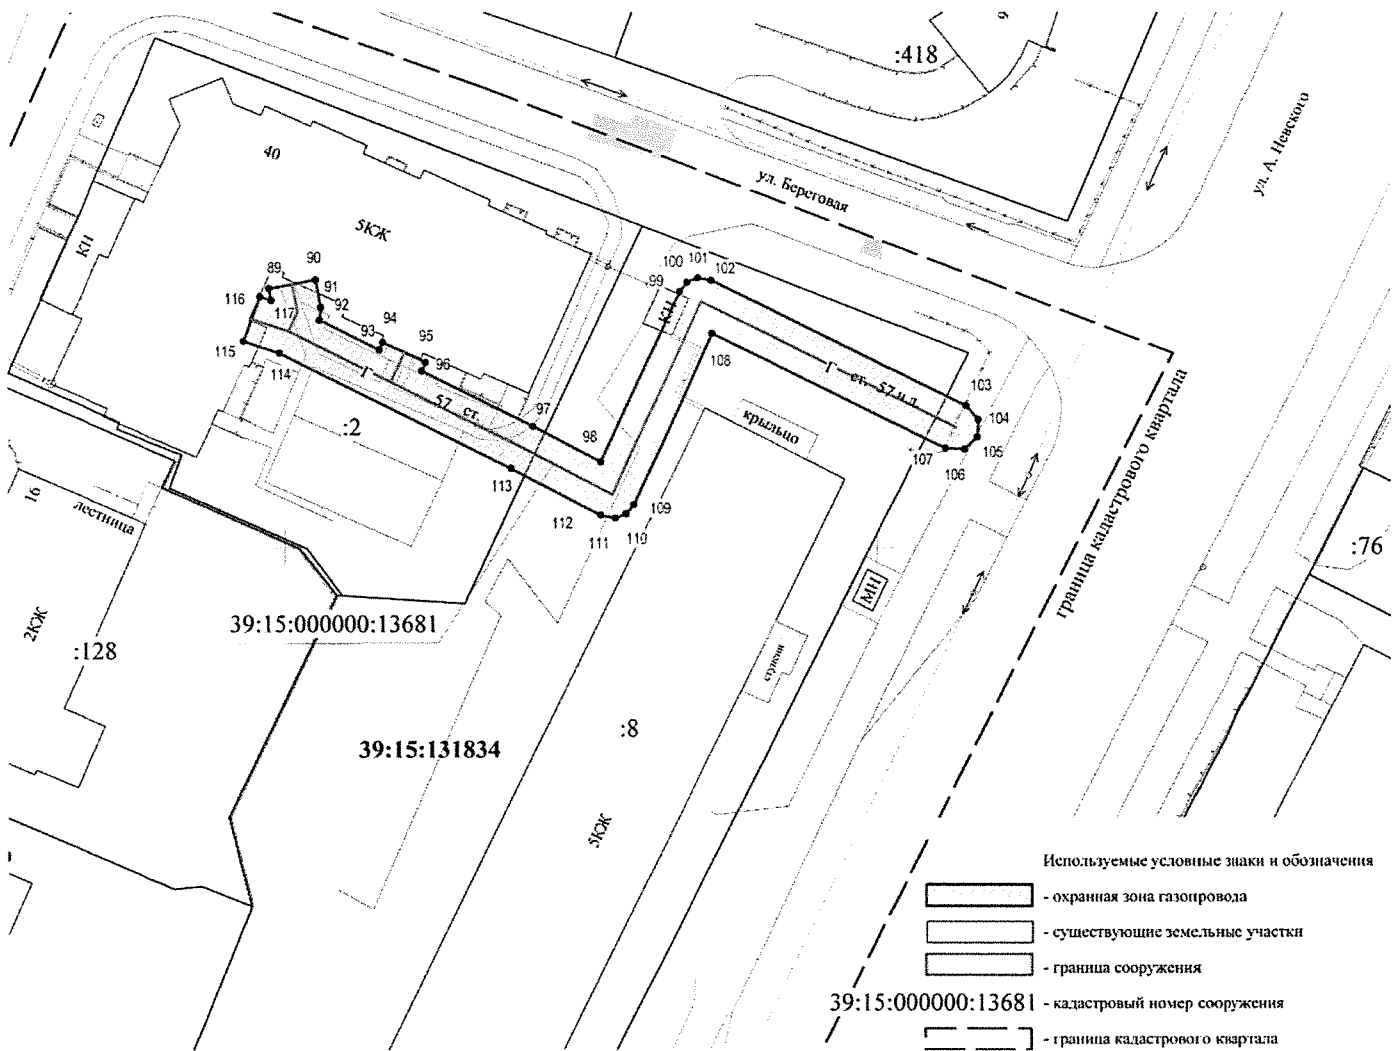 :418
9
ул. А. Невского
ул. Береговая
40
5КЖ
КН
КН
89
90
91
92
93
94
95
96
97
98
99
100
101
102
103
104
105
106
107
108
109
110
111
112
113
114
115
116
117
Г
57 ст.
Г ст. 57 н.д.
крыльцо
:2
16
лестница
2КЖ
:128
39:15:000000:13681
39:15:131834
:8
5КЖ
ступени
МН
:76
граница кадастрового квартала
Используемые условные знаки и обозначения
- охранная зона газопровода
- существующие земельные участки
- граница сооружения
39:15:000000:13681 - кадастровый номер сооружения
- граница кадастрового квартала